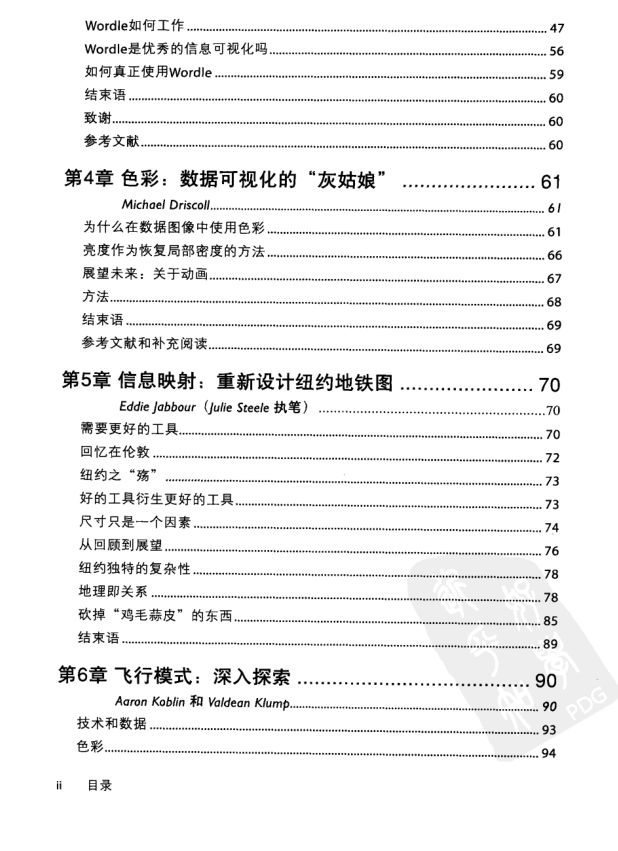 Wordle如何工作 47
Wordle是优秀的信息可视化吗 56
如何真正使用Wordle 59
结束语 60
致谢 60
参考文献 60
第4章 色彩：数据可视化的“灰姑娘” 61
Michael Driscoll 61
为什么在数据图像中使用色彩 61
亮度作为恢复局部密度的方法 66
展望未来：关于动画 67
方法 68
结束语 69
参考文献和补充阅读 69
第5章 信息映射：重新设计纽约地铁图 70
Eddie Jabbour（Julie Steele 执笔） 70
需要更好的工具 70
回忆在伦敦 72
纽约之“殇” 73
好的工具衍生更好的工具 73
尺寸只是一个因素 74
从回顾到展望 76
纽约独特的复杂性 78
地理即关系 78
砍掉“鸡毛蒜皮”的东西 85
结束语 89
第6章 飞行模式：深入探索 90
Aaron Koblin 和 Valdean Klump 90
技术和数据 93
色彩 94
PDG
ii 目录